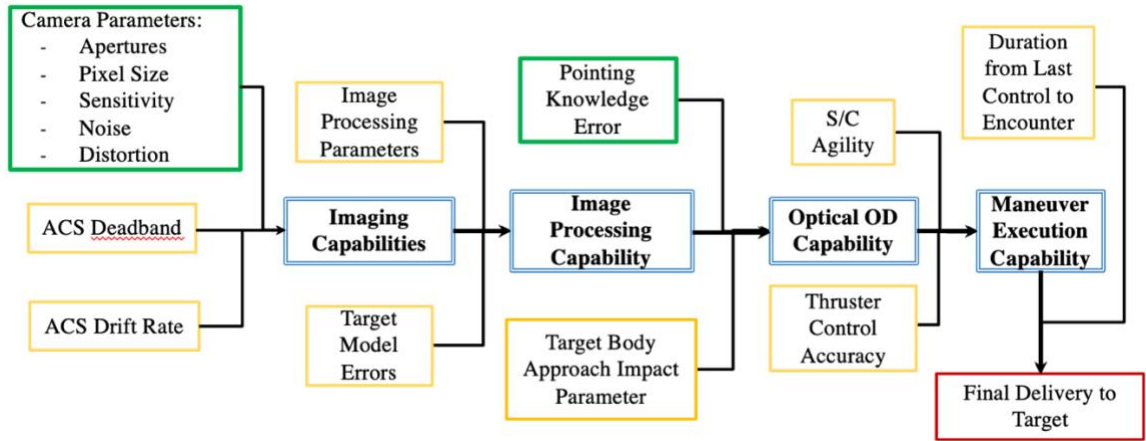 Camera Parameters:
- Apertures
- Pixel Size
- Sensitivity
- Noise
- Distortion
ACS Deadband
ACS Drift Rate
Image
Processing
Parameters
Imaging
Capabilities
Target
Model
Errors
Pointing
Knowledge
Error
Image
Processing
Capability
Target Body
Approach Impact
Parameter
S/C
Agility
Optical OD
Capability
Thruster
Control
Accuracy
Duration
from Last
Control to
Encounter
Maneuver
Execution
Capability
Final Delivery to
Target